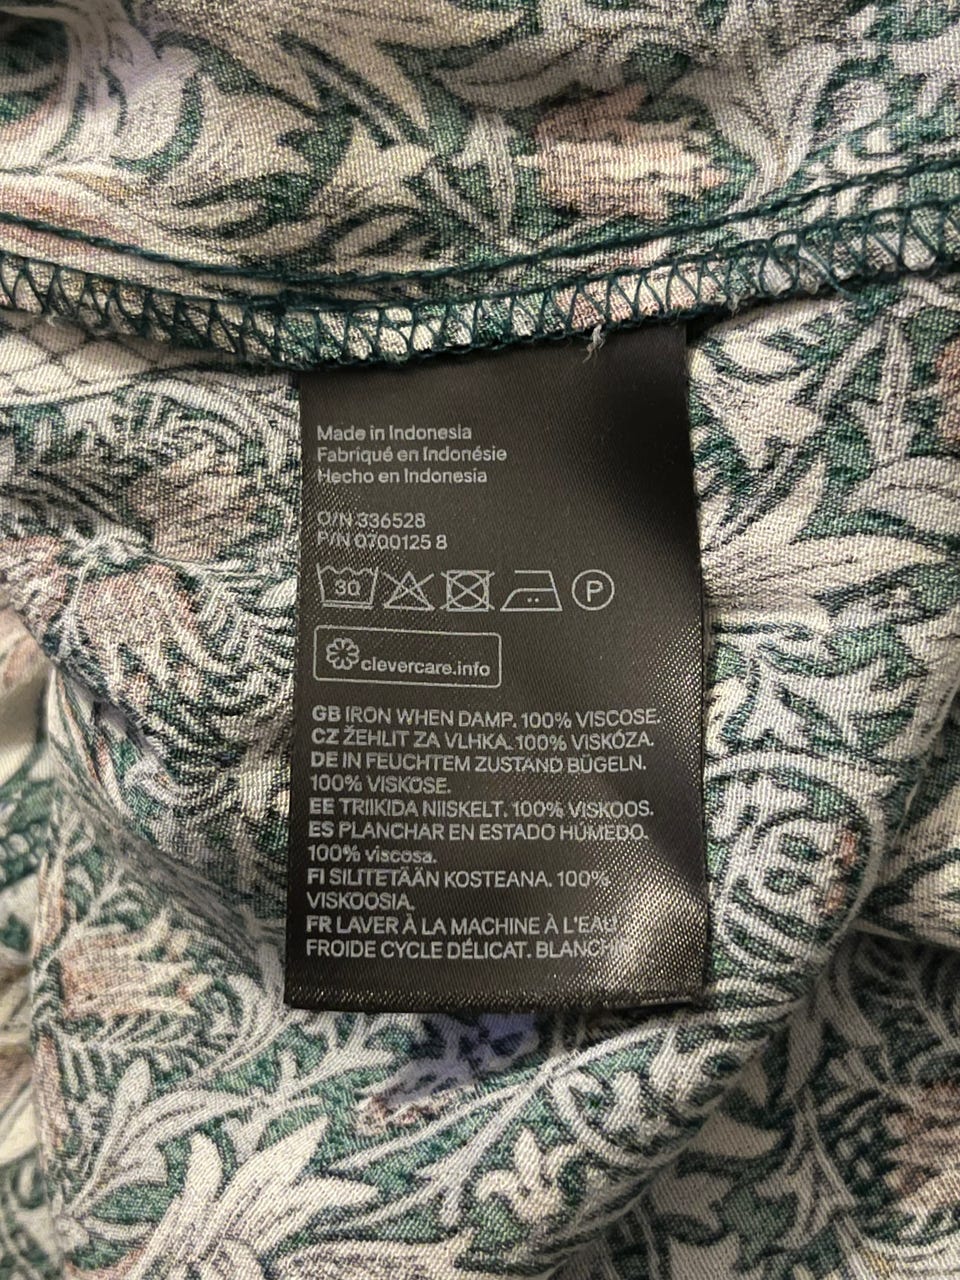 Made in Indonesia
Fabriqué en Indonésie
Hecho en Indonesia
O/N 336528
P/N 0700125 8
30 P
clevercare.info
GB IRON WHEN DAMP. 100% VISCOSE.
CZ ŽEHLIT ZA VLHKA. 100% VISKÓZA.
DE IN FEUCHTEM ZUSTAND BÜGELN.
100% VISKOSE.
EE TRIIKIDA NIISKELT. 100% VISKOOS.
ES PLANCHAR EN ESTADO HÚMEDO.
100% viscosa.
FI SILITETÄÄN KOSTEANA. 100%
VISKOOSIA.
FR LAVER À LA MACHINE À L'EAU
FROIDE CYCLE DÉLICAT. BLANCHI